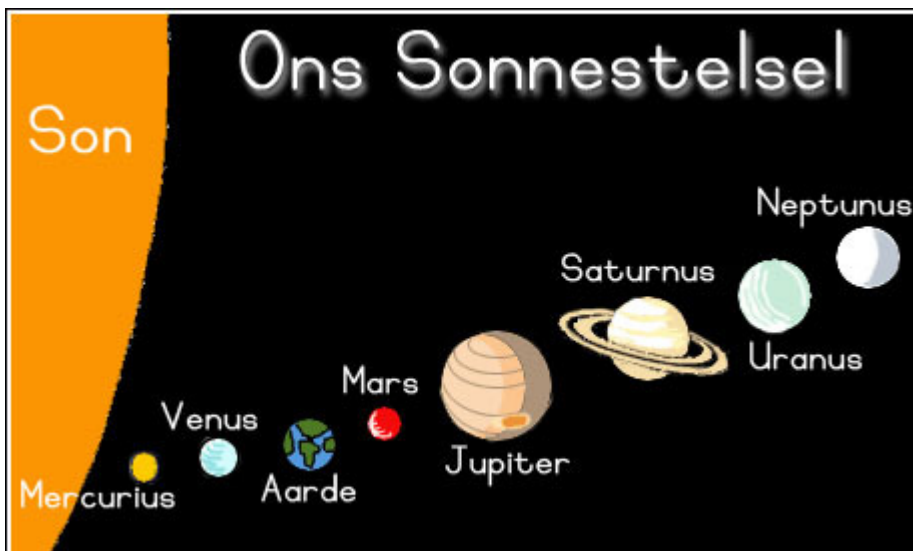 Ons Sonnestelsel
Son
Neptunus
Saturnus
Uranus
Mars
Venus
Jupiter
Aarde
Mercurius